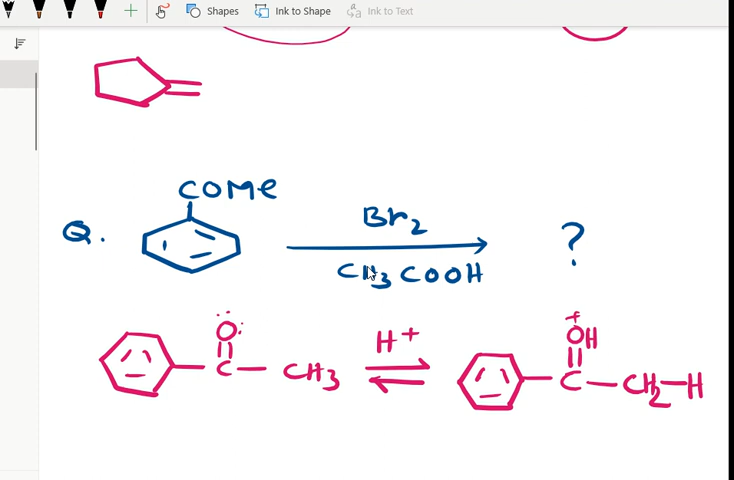 Shapes Ink to Shape Ink to Text
COMe
Q. Br2 ?
CH3COOH
O C CH3 H+ +OH C CH2 H